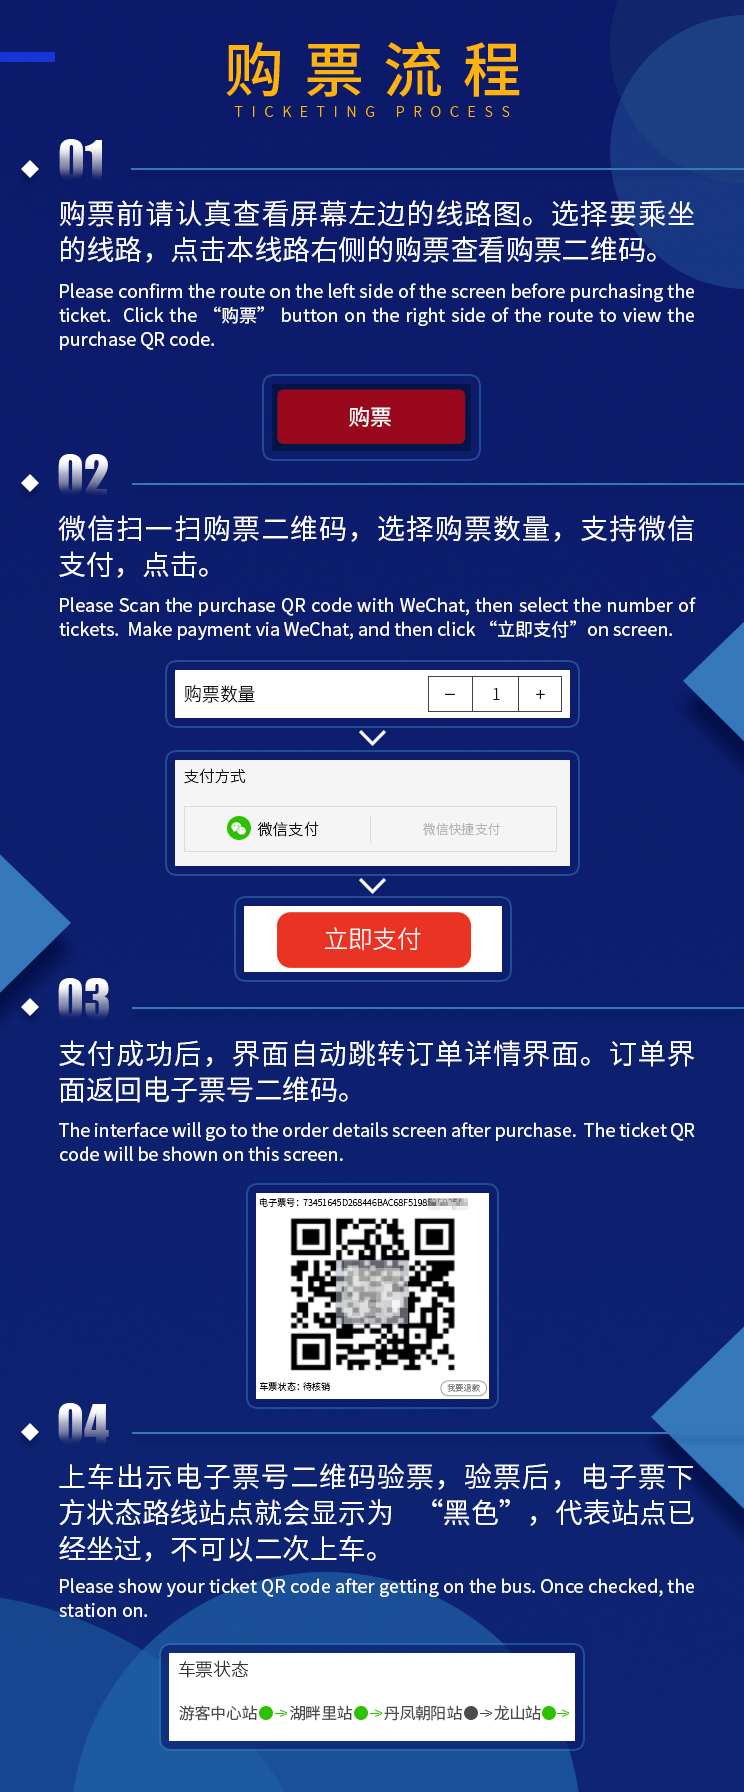 购票流程
TICKETING PROCESS
01
购票前请认真查看屏幕左边的线路图。选择要乘坐
的线路，点击本线路右侧的购票查看购票二维码。
Please confirm the route on the left side of the screen before purchasing the
ticket. Click the “购票” button on the right side of the route to view the
purchase QR code.
购票
02
微信扫一扫购票二维码，选择购票数量，支持微信
支付，点击。
Please Scan the purchase QR code with WeChat, then select the number of
tickets. Make payment via WeChat, and then click “立即支付” on screen.
购票数量 − 1 +
支付方式
微信支付 微信快捷支付
立即支付
03
支付成功后，界面自动跳转订单详情界面。订单界
面返回电子票号二维码。
The interface will go to the order details screen after purchase. The ticket QR
code will be shown on this screen.
电子票号：73451645D268446BAC68F5198
车票状态：待核销 我要退款
04
上车出示电子票号二维码验票，验票后，电子票下
方状态路线站点就会显示为 “黑色”，代表站点已
经坐过，不可以二次上车。
Please show your ticket QR code after getting on the bus. Once checked, the
station on.
车票状态
游客中心站 湖畔里站 丹凤朝阳站 龙山站